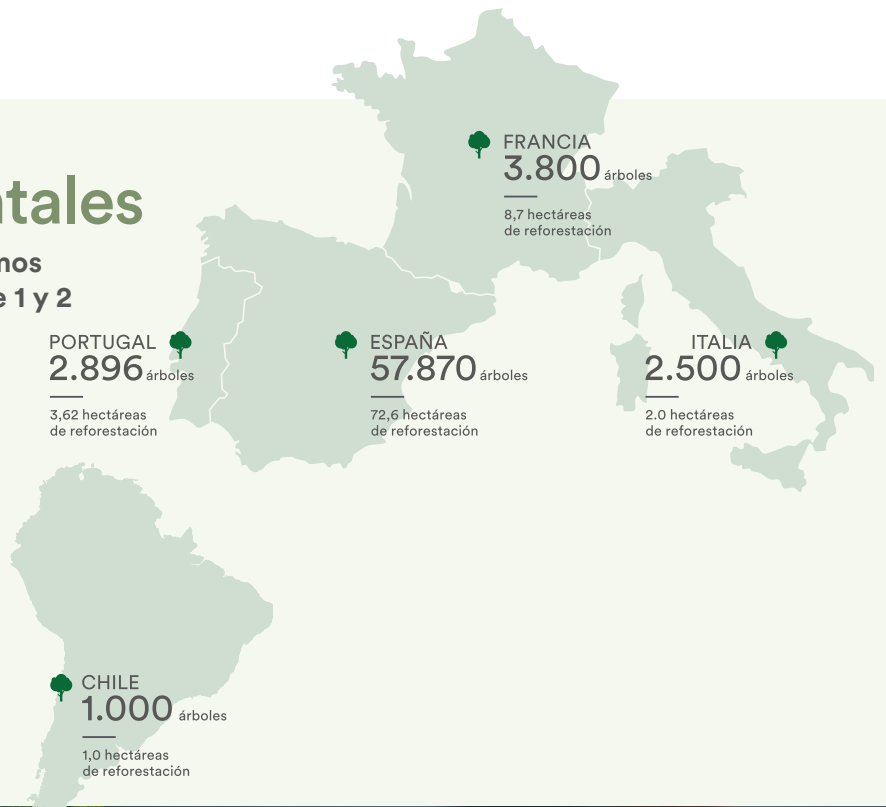 FRANCIA
3.800 árboles
8,7 hectáreas
de reforestación
tales
1 y 2
PORTUGAL
2.896 árboles
3,62 hectáreas
de reforestación
ESPAÑA
57.870 árboles
72,6 hectáreas
de reforestación
ITALIA
2.500 árboles
2.0 hectáreas
de reforestación
CHILE
1.000 árboles
1,0 hectáreas
de reforestación